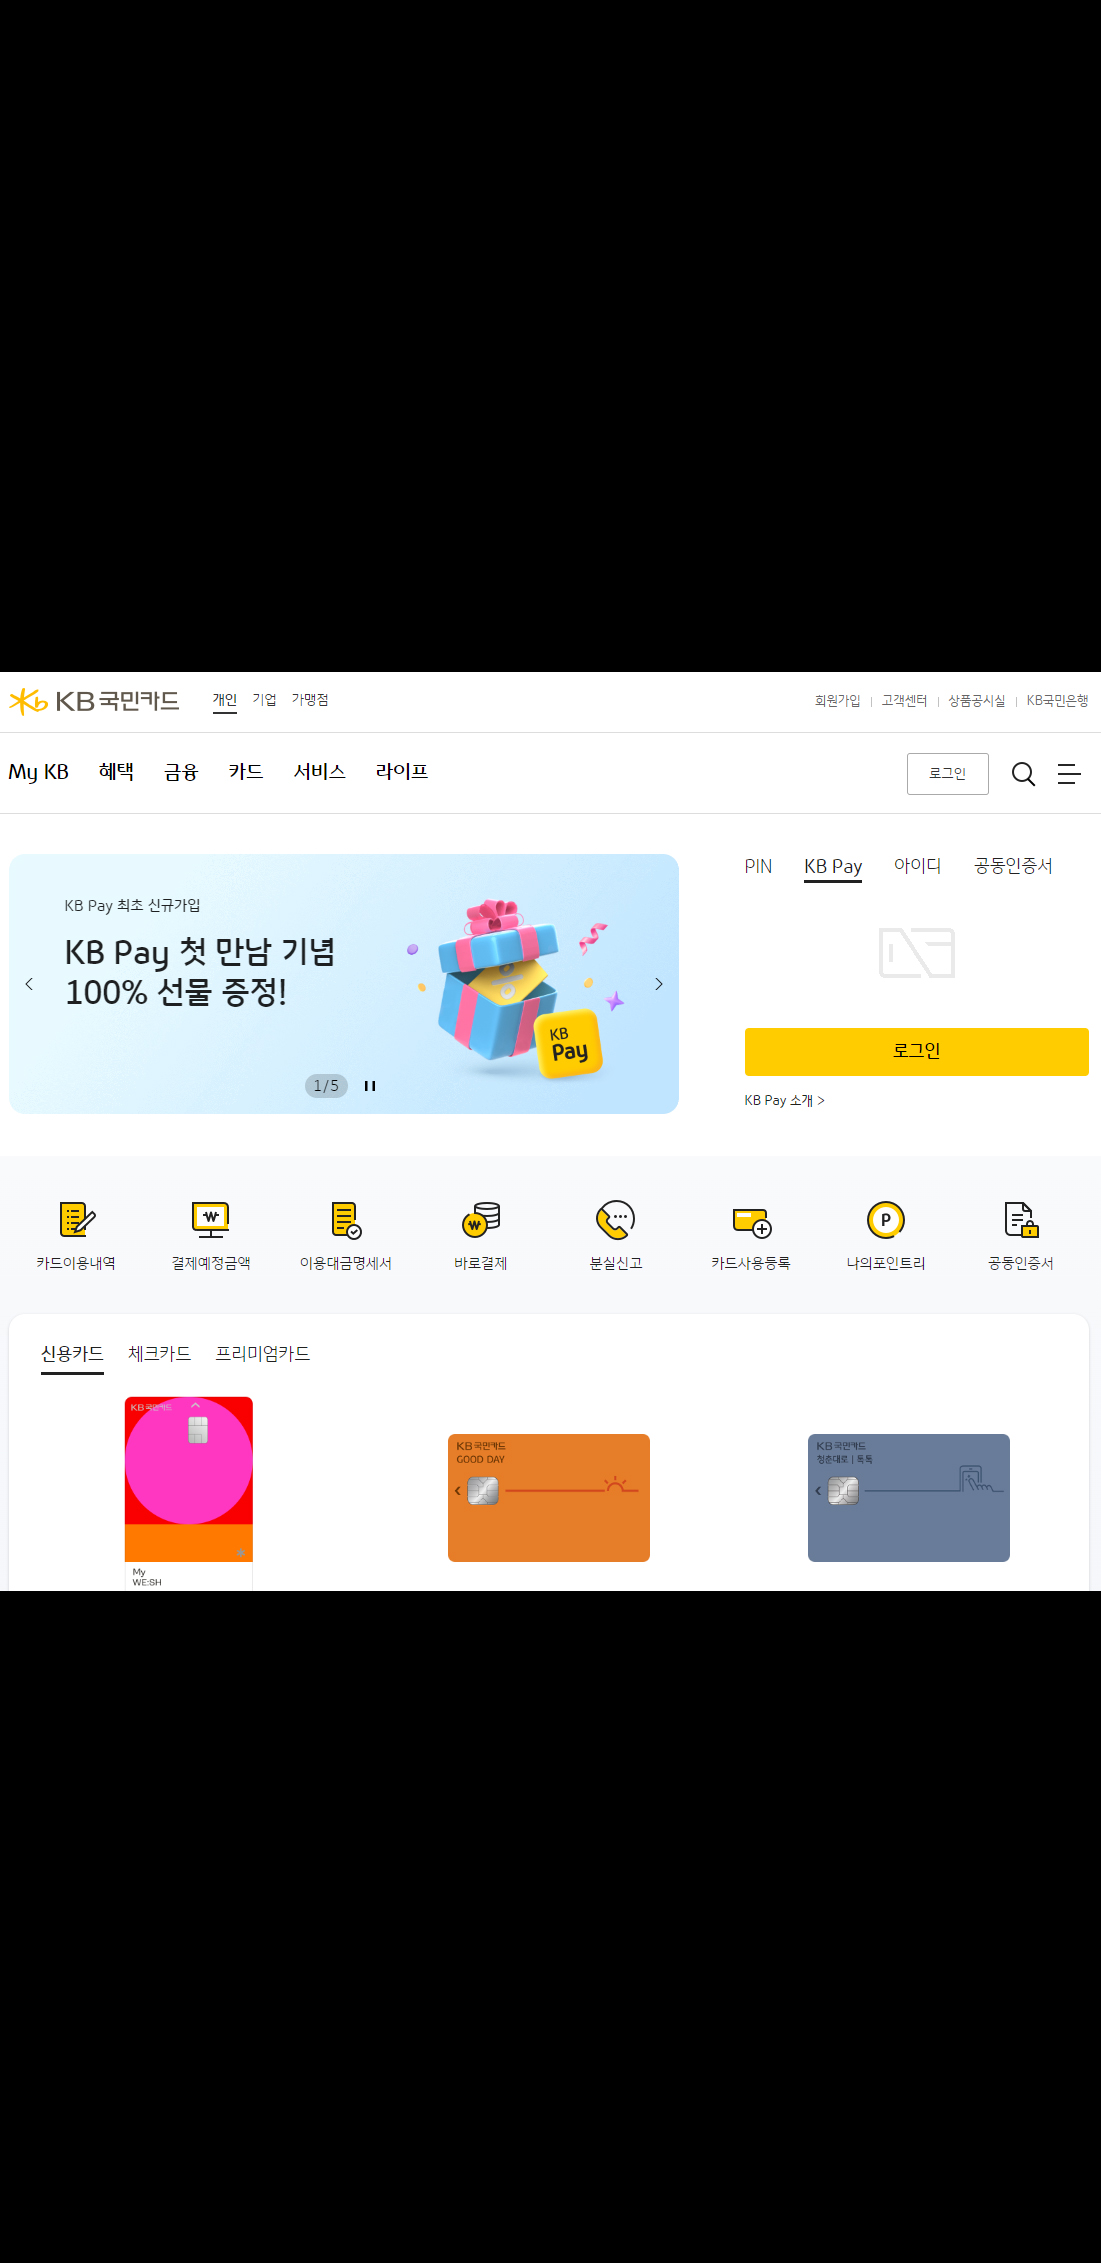 KB국민카드
개인 기업 가맹점
회원가입 고객센터 상품공시실 KB국민은행
My KB 혜택 금융 카드 서비스 라이프
로그인
KB Pay 최초 신규가입
KB Pay 첫 만남 기념
100% 선물 증정!
KB
Pay
1/5
PIN KB Pay 아이디 공동인증서
로그인
KB Pay 소개 >
카드이용내역 결제예정금액 이용대금명세서 바로결제 분실신고 카드사용등록 나의포인트리 공동인증서
P
신용카드 체크카드 프리미엄카드
KB국민카드
My
WE:SH
KB국민카드
GOOD DAY
KB국민카드
청춘대로 | 톡톡